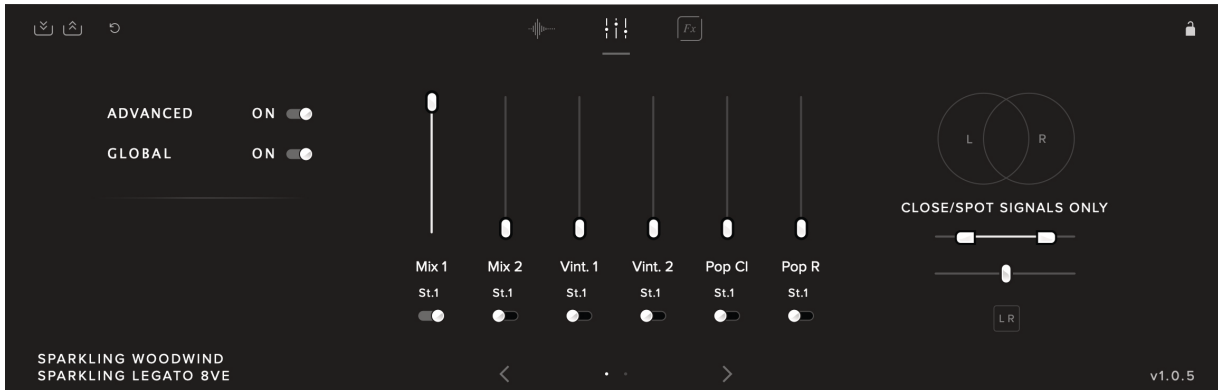 Fx
ADVANCED ON
GLOBAL ON
L R
CLOSE/SPOT SIGNALS ONLY
Mix 1 Mix 2 Vint. 1 Vint. 2 Pop Cl Pop R
St.1 St.1 St.1 St.1 St.1 St.1
L R
SPARKLING WOODWIND
SPARKLING LEGATO 8VE
v1.0.5